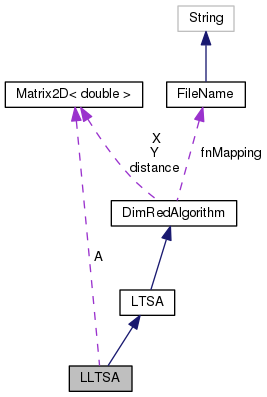 String
Matrix2D< double >
FileName
X
Y
distance
fnMapping
DimRedAlgorithm
A
LTSA
LLTSA